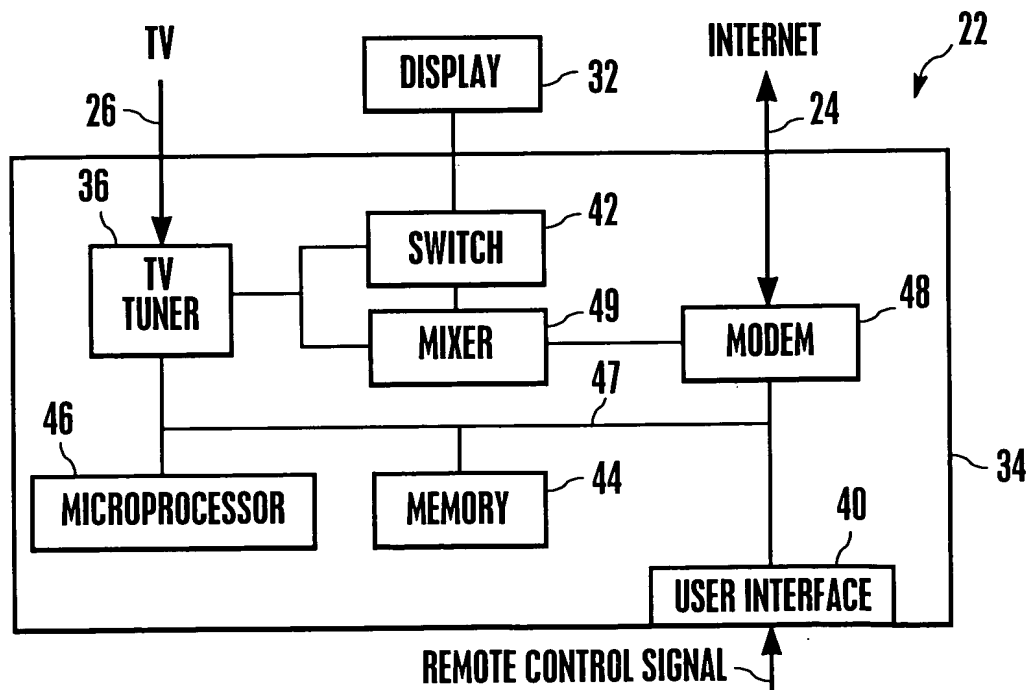 TV
INTERNET
22
DISPLAY
32
26
24
36
42
TV
TUNER
SWITCH
49
48
MIXER
MODEM
47
46
MICROPROCESSOR
MEMORY
44
34
40
USER INTERFACE
REMOTE CONTROL SIGNAL